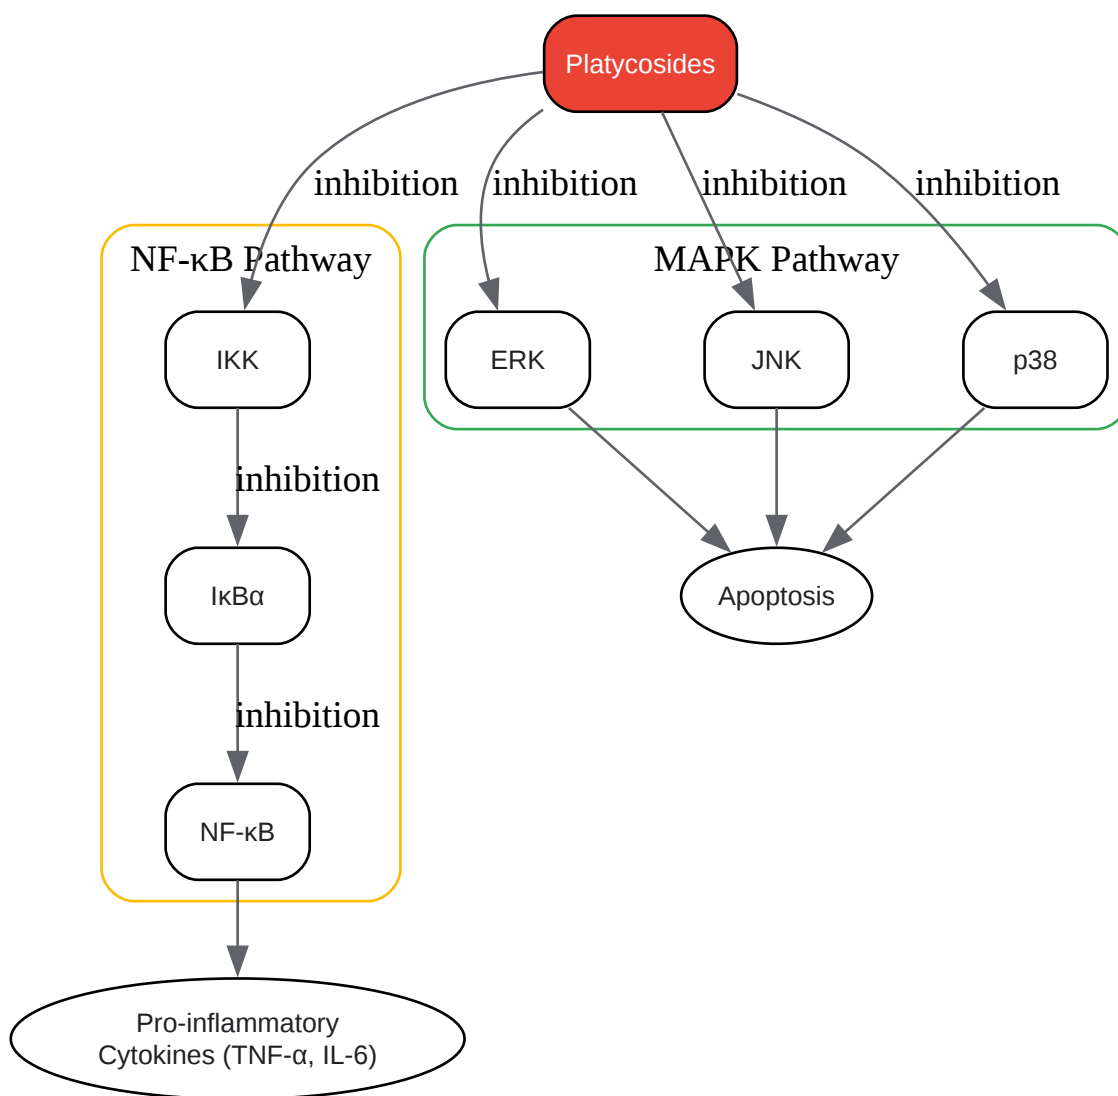 Platycosides
inhibition
inhibition
inhibition
inhibition
NF-κB Pathway
MAPK Pathway
IKK
ERK
JNK
p38
inhibition
IκBα
Apoptosis
inhibition
NF-κB
Pro-inflammatory
Cytokines (TNF-α, IL-6)